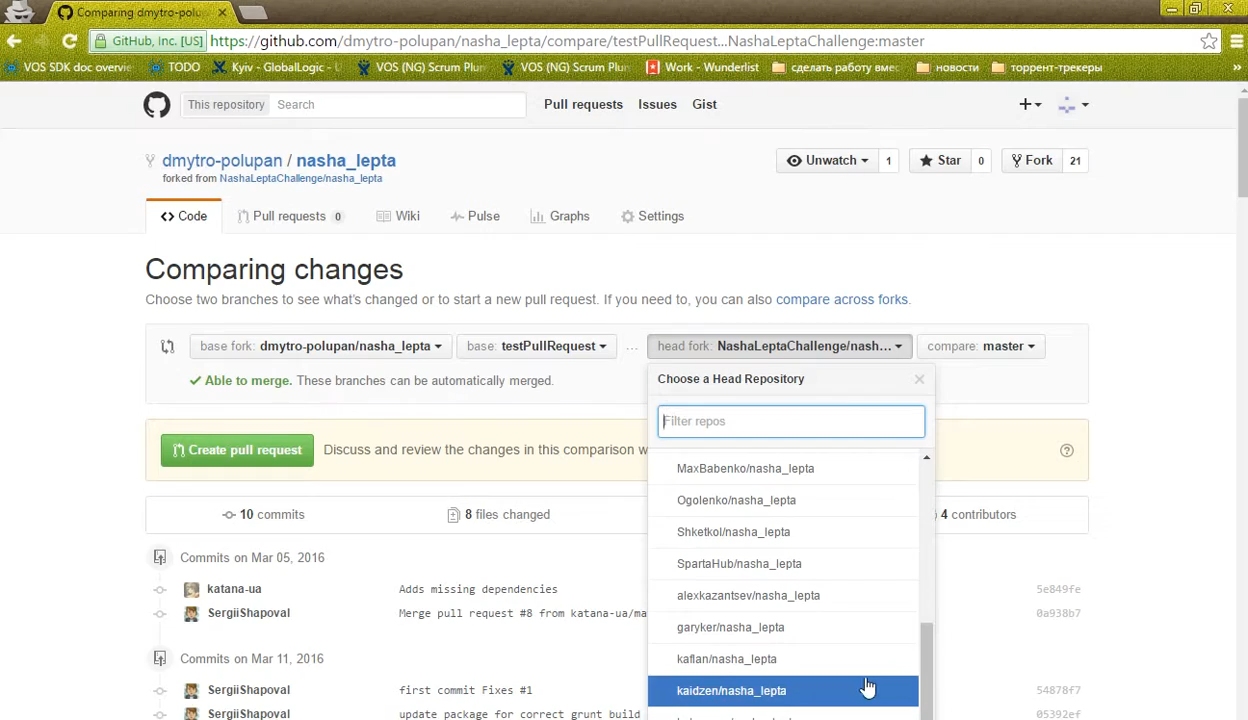 Comparing dmytro-polup
GitHub, Inc. [US] https://github.com/dmytro-polupan/nasha_lepta/compare/testPullRequest...NashaLeptaChallenge:master
VOS SDK doc overvie TODO Kyiv - GlobalLogic - VOS (NG) Scrum Plu VOS (NG) Scrum Plu Work - Wunderlist сделать работу вмес новости торрент-трекеры »
This repository Search Pull requests Issues Gist
dmytro-polupan / nasha_lepta Unwatch 1 Star 0 Fork 21
forked from NashaLeptaChallenge/nasha_lepta
Code Pull requests 0 Wiki Pulse Graphs Settings
Comparing changes
Choose two branches to see what's changed or to start a new pull request. If you need to, you can also compare across forks.
base fork: dmytro-polupan/nasha_lepta base: testPullRequest ... head fork: NashaLeptaChallenge/nash... compare: master
Able to merge. These branches can be automatically merged.
Choose a Head Repository
Filter repos
Create pull request Discuss and review the changes in this comparison w
MaxBabenko/nasha_lepta
Ogolenko/nasha_lepta
10 commits 8 files changed 4 contributors
Shketkol/nasha_lepta
Commits on Mar 05, 2016
SpartaHub/nasha_lepta
katana-ua Adds missing dependencies 5e849fe
alexkazantsev/nasha_lepta
SergiiShapoval Merge pull request #8 from katana-ua/ma 0a938b7
garyker/nasha_lepta
Commits on Mar 11, 2016
kaflan/nasha_lepta
SergiiShapoval first commit Fixes #1 54878f7
kaidzen/nasha_lepta
SergiiShapoval update package for correct grunt build 05392ef